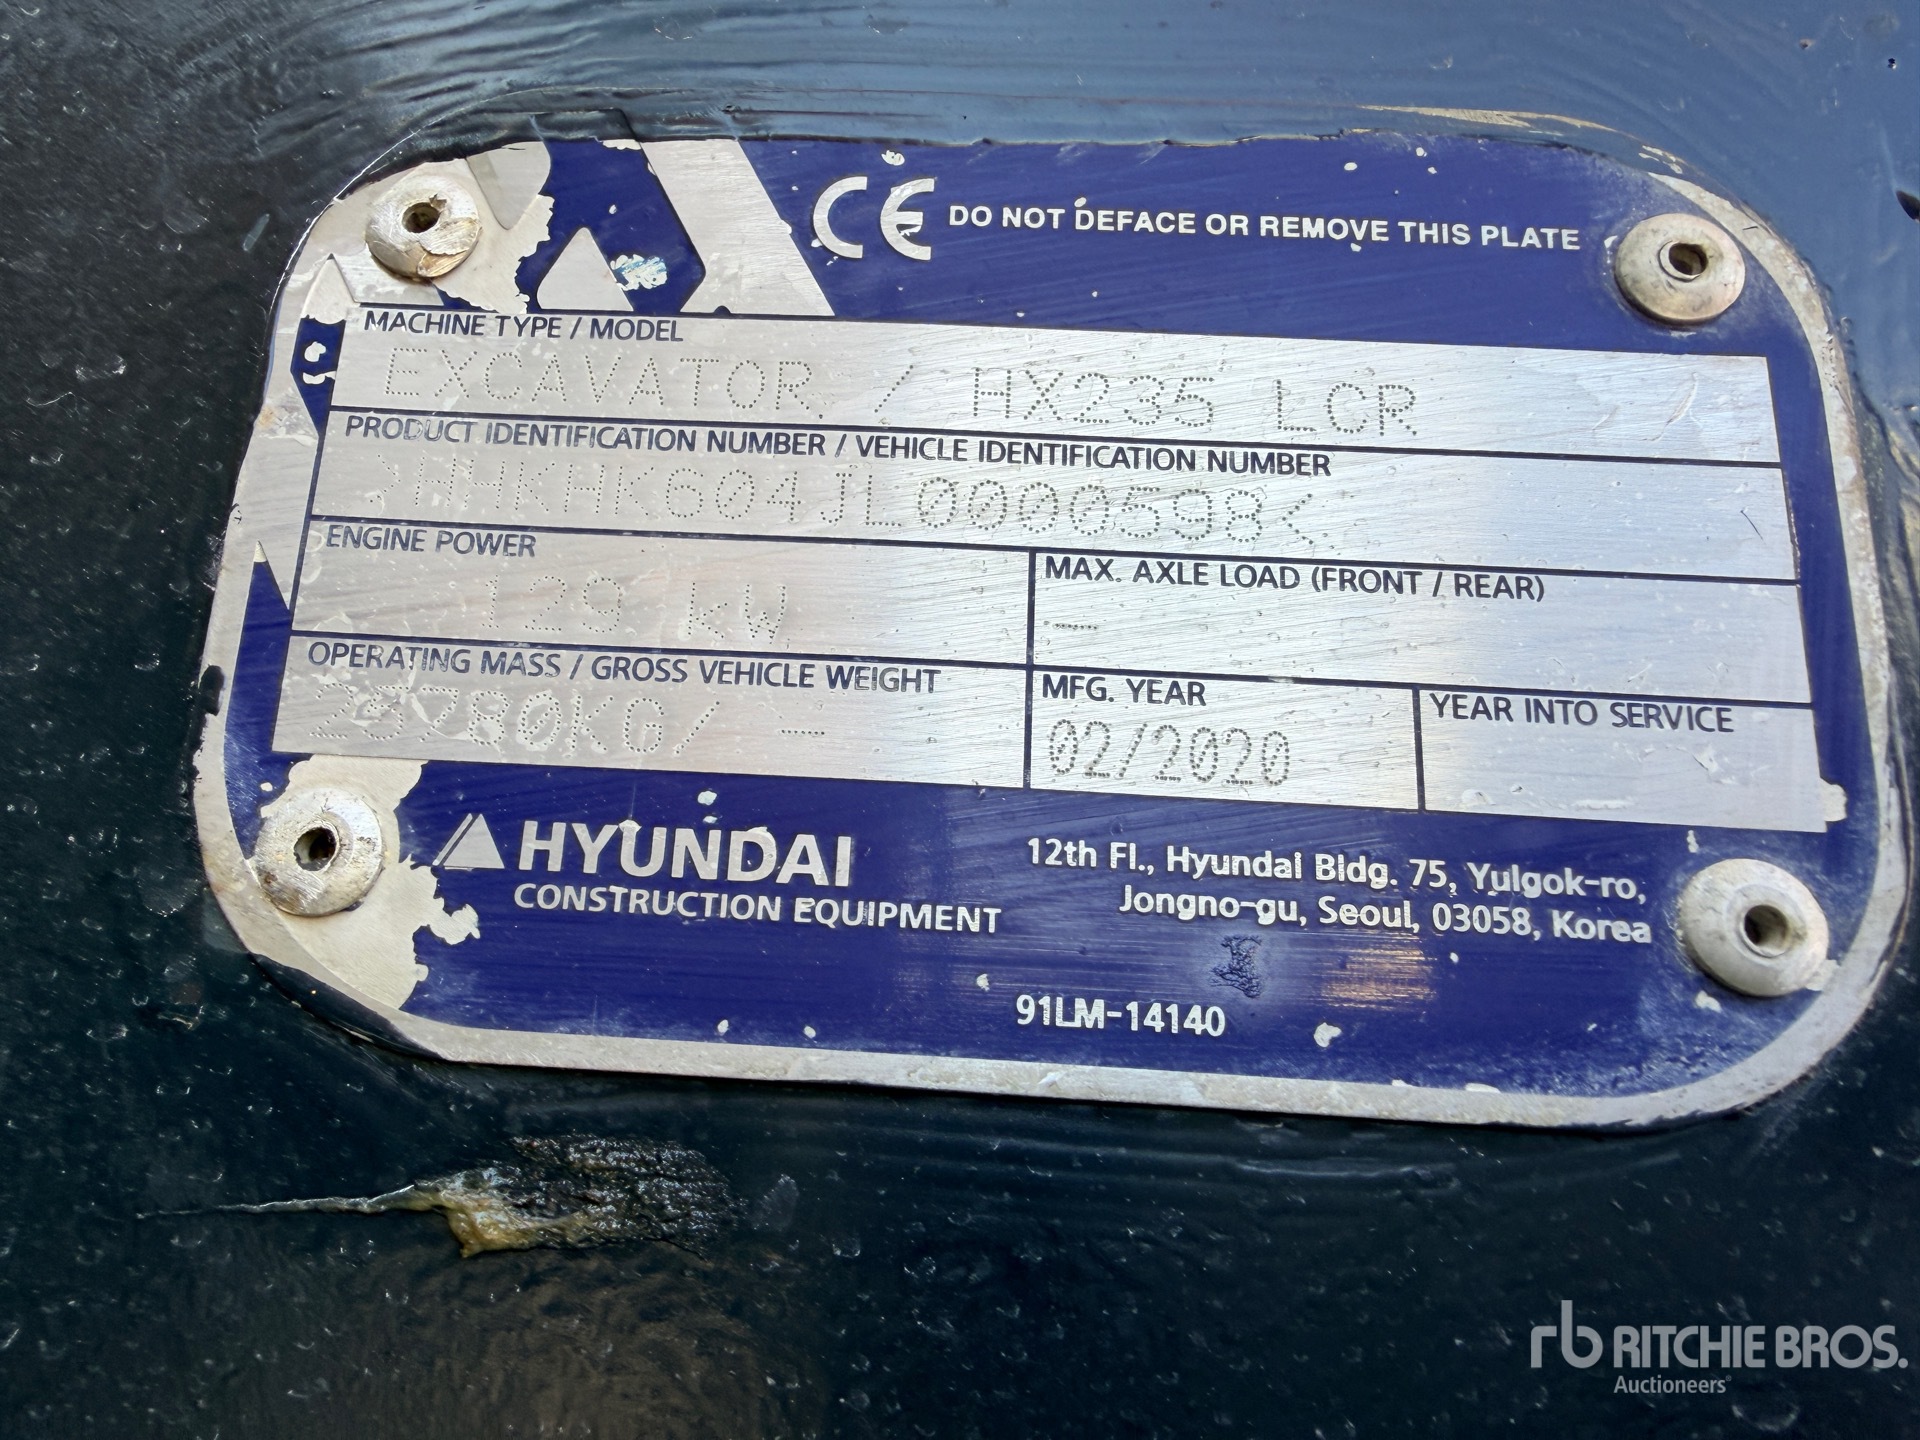 CE DO NOT DEFACE OR REMOVE THIS PLATE
MACHINE TYPE / MODEL
EXCAVATOR / HX235 LCR
PRODUCT IDENTIFICATION NUMBER / VEHICLE IDENTIFICATION NUMBER
>HHKHK604JL0000598<
ENGINE POWER
129 kW
MAX. AXLE LOAD (FRONT / REAR)
-
OPERATING MASS / GROSS VEHICLE WEIGHT
25780KG/ -
MFG. YEAR
02/2020
YEAR INTO SERVICE
HYUNDAI
CONSTRUCTION EQUIPMENT
12th Fl., Hyundai Bldg. 75, Yulgok-ro,
Jongno-gu, Seoul, 03058, Korea
91LM-14140
rb RITCHIE BROS.
Auctioneers